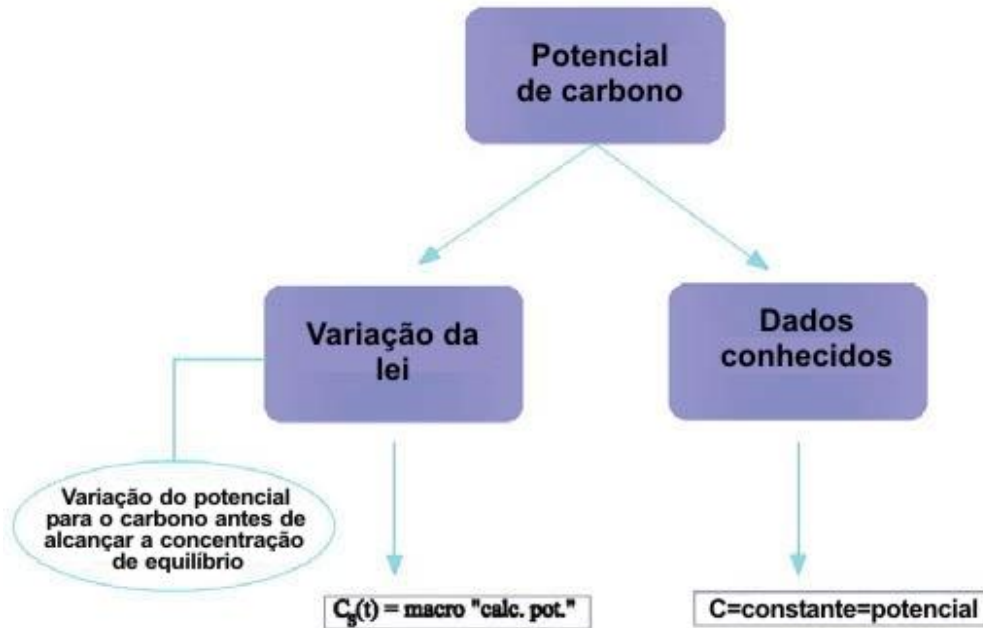 Potencial
de carbono
Variação da
lei
Dados
conhecidos
Variação do potencial
para o carbono antes de
alcançar a concentração
de equilíbrio
Cs(t) = macro "calc. pot."
C=constante=potencial